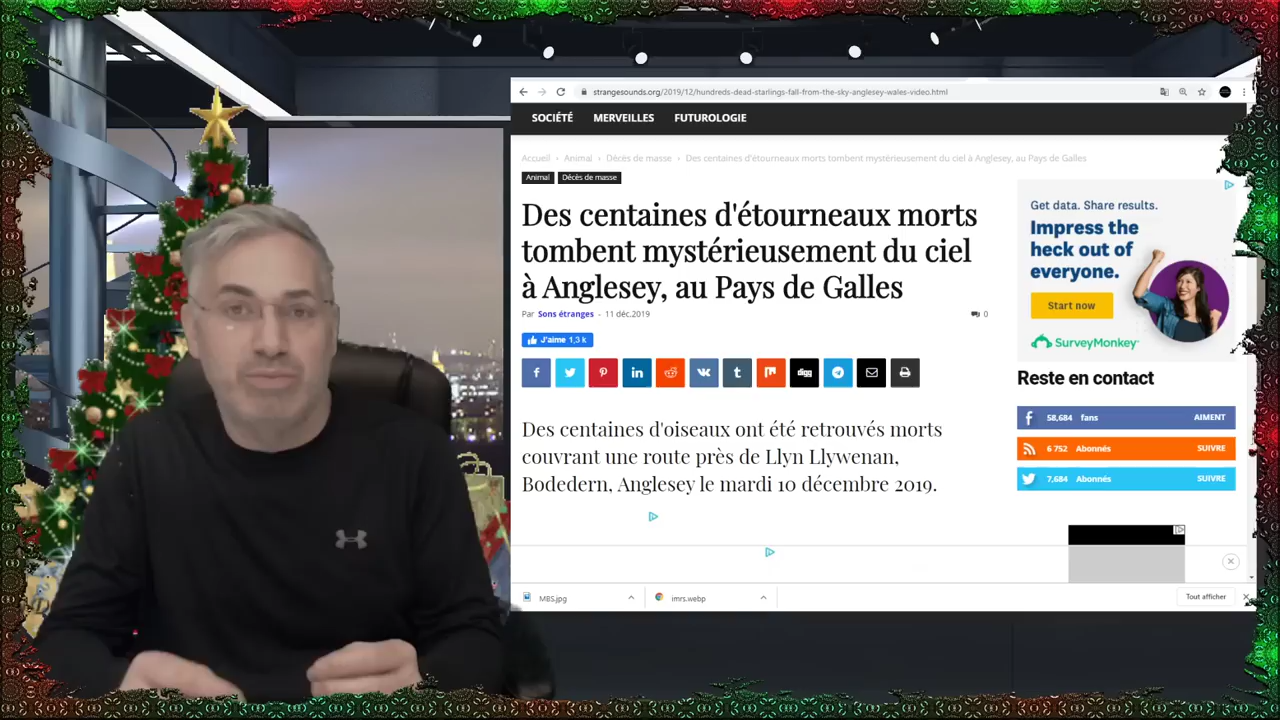 strangesounds.org/2019/12/hundreds-dead-starlings-fall-from-the-sky-anglesey-wales-video.html
SOCIÉTÉ MERVEILLES FUTUROLOGIE
Accueil › Animal › Décès de masse › Des centaines d'étourneaux morts tombent mystérieusement du ciel à Anglesey, au Pays de Galles
Animal Décès de masse
Des centaines d'étourneaux morts
tombent mystérieusement du ciel
à Anglesey, au Pays de Galles
Par Sons étranges - 11 déc.2019 0
J'aime 1,3 k
digg
Des centaines d'oiseaux ont été retrouvés morts
couvrant une route près de Llyn Llywenan,
Bodedern, Anglesey le mardi 10 décembre 2019.
Get data. Share results.
Impress the
heck out of
everyone.
Start now
SurveyMonkey
Reste en contact
58,684 fans AIMENT
6 752 Abonnés SUIVRE
7,684 Abonnés SUIVRE
MBS.jpg imrs.webp Tout afficher